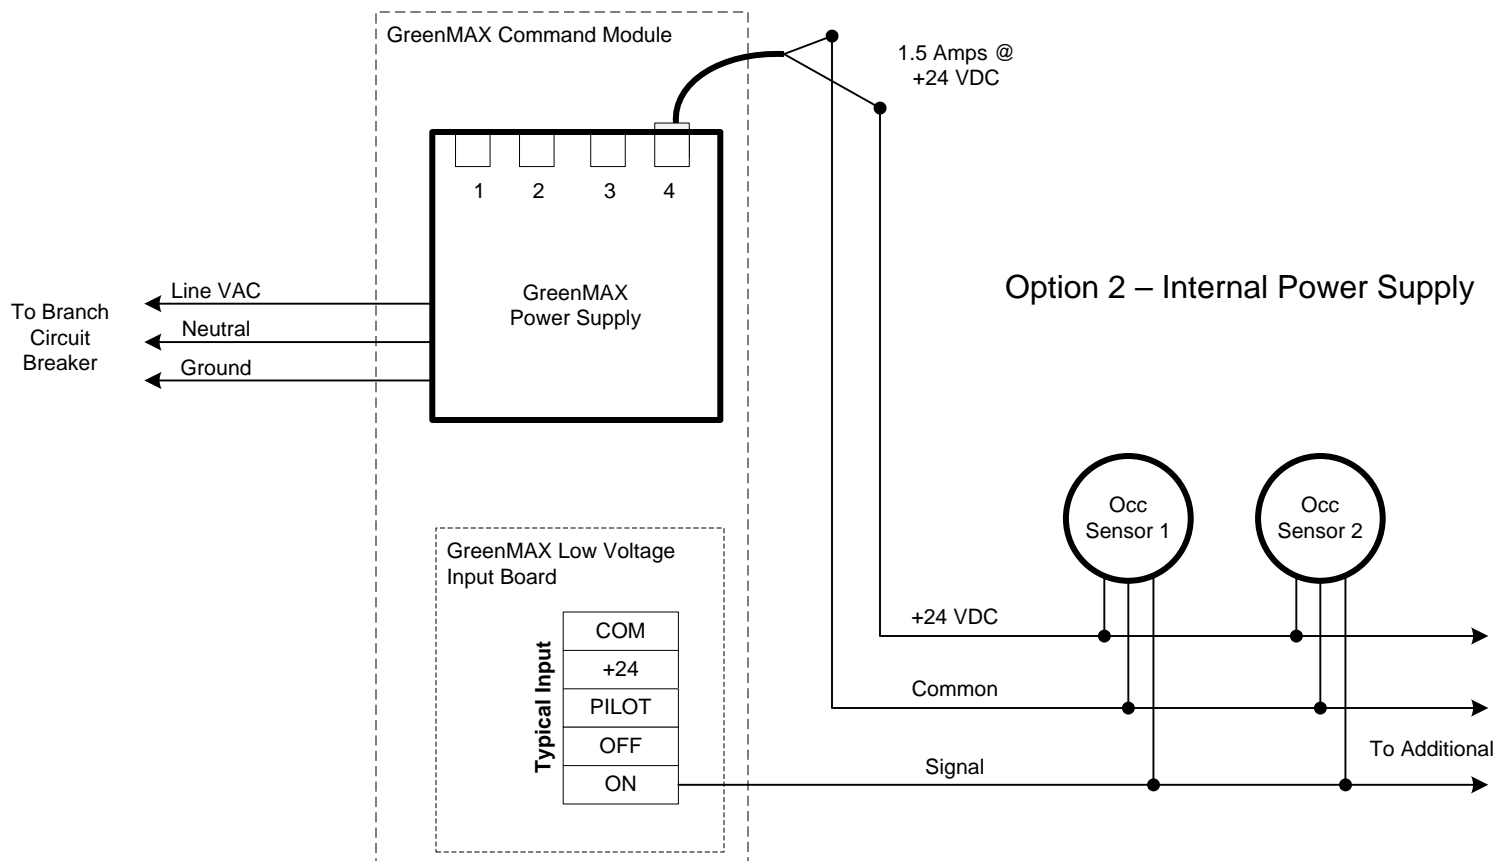 GreenMAX Command Module
1.5 Amps @
+24 VDC
1
2
3
4
GreenMAX
Power Supply
Line VAC
Neutral
Ground
To Branch
Circuit
Breaker
Option 2 – Internal Power Supply
Occ
Sensor 1
Occ
Sensor 2
GreenMAX Low Voltage
Input Board
Typical Input
COM
+24
PILOT
OFF
ON
+24 VDC
Common
Signal
To Additional